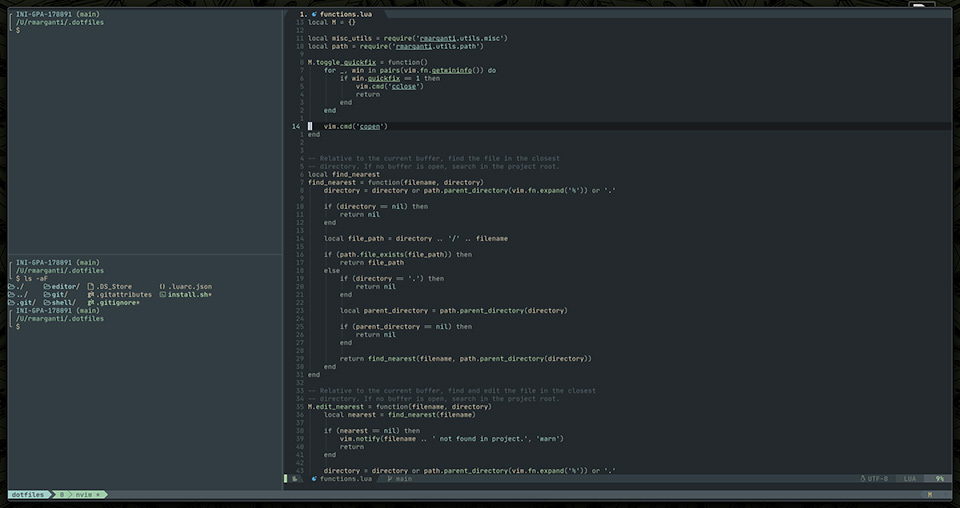 INI-GPA-178891 (main)
/U/rmarganti/.dotfiles
$
INI-GPA-178891 (main)
/U/rmarganti/.dotfiles
$ ls -aF
./ editor/ .DS_Store {} .luarc.json
../ git/ .gitattributes install.sh*
.git/ shell/ .gitignore*
INI-GPA-178891 (main)
/U/rmarganti/.dotfiles
$
1. functions.lua
13 local M = {}
12
11 local misc_utils = require('rmarganti.utils.misc')
10 local path = require('rmarganti.utils.path')
9
8 M.toggle_quickfix = function()
7 for _, win in pairs(vim.fn.getwininfo()) do
6 if win.quickfix == 1 then
5 vim.cmd('cclose')
4 return
3 end
2 end
1
14 vim.cmd('copen')
1 end
2
3
4 -- Relative to the current buffer, find the file in the closest
5 -- directory. If no buffer is open, search in the project root.
6 local find_nearest
7 find_nearest = function(filename, directory)
8 directory = directory or path.parent_directory(vim.fn.expand('%')) or '.'
9
10 if (directory == nil) then
11 return nil
12 end
13
14 local file_path = directory .. '/' .. filename
15
16 if (path.file_exists(file_path)) then
17 return file_path
18 else
19 if (directory == '.') then
20 return nil
21 end
22
23 local parent_directory = path.parent_directory(directory)
24
25 if (parent_directory == nil) then
26 return nil
27 end
28
29 return find_nearest(filename, path.parent_directory(directory))
30 end
31 end
32
33 -- Relative to the current buffer, find and edit the file in the closest
34 -- directory. If no buffer is open, search in the project root.
35 M.edit_nearest = function(filename, directory)
36 local nearest = find_nearest(filename)
37
38 if (nearest == nil) then
39 vim.notify(filename .. ' not found in project.', 'warn')
40 return
41 end
42
43 directory = directory or path.parent_directory(vim.fn.expand('%')) or '.'
functions.lua main UTF-8 LUA 9%
dotfiles 0 nvim * M